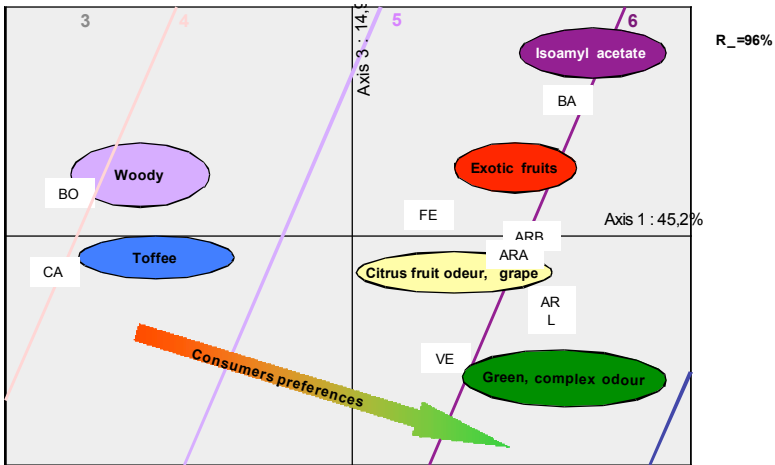 3
4
5
6
Axis 3 : 14,9
R_=96%
Isoamyl acetate
BA
Woody
Exotic fruits
BO
FE
Axis 1 : 45,2%
ARB
ARA
Toffee
CA
Citrus fruit odeur, grape
AR
L
VE
Consumers preferences
Green, complex odour